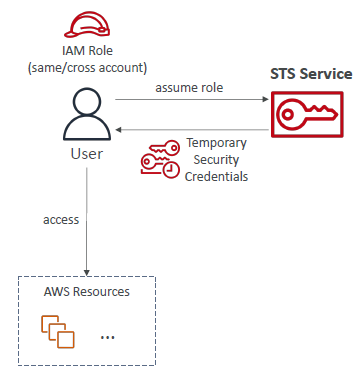 IAM Role
(same/cross account)
STS Service
assume role
User
Temporary
Security
Credentials
access
AWS Resources
...